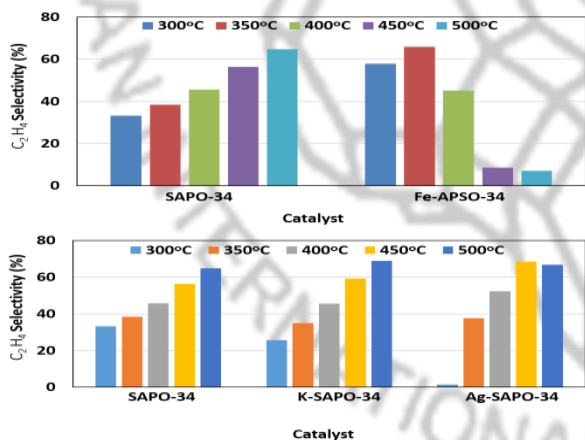 80
300ºC 350ºC 400ºC 450ºC 500ºC
60
40
20
0
C₂H₄ Selectivity (%)
SAPO-34 Fe-APSO-34
Catalyst
80
300ºC 350ºC 400ºC 450ºC 500ºC
60
40
20
0
C₂H₄ Selectivity (%)
SAPO-34 K-SAPO-34 Ag-SAPO-34
Catalyst
AN INTERNATIONAL